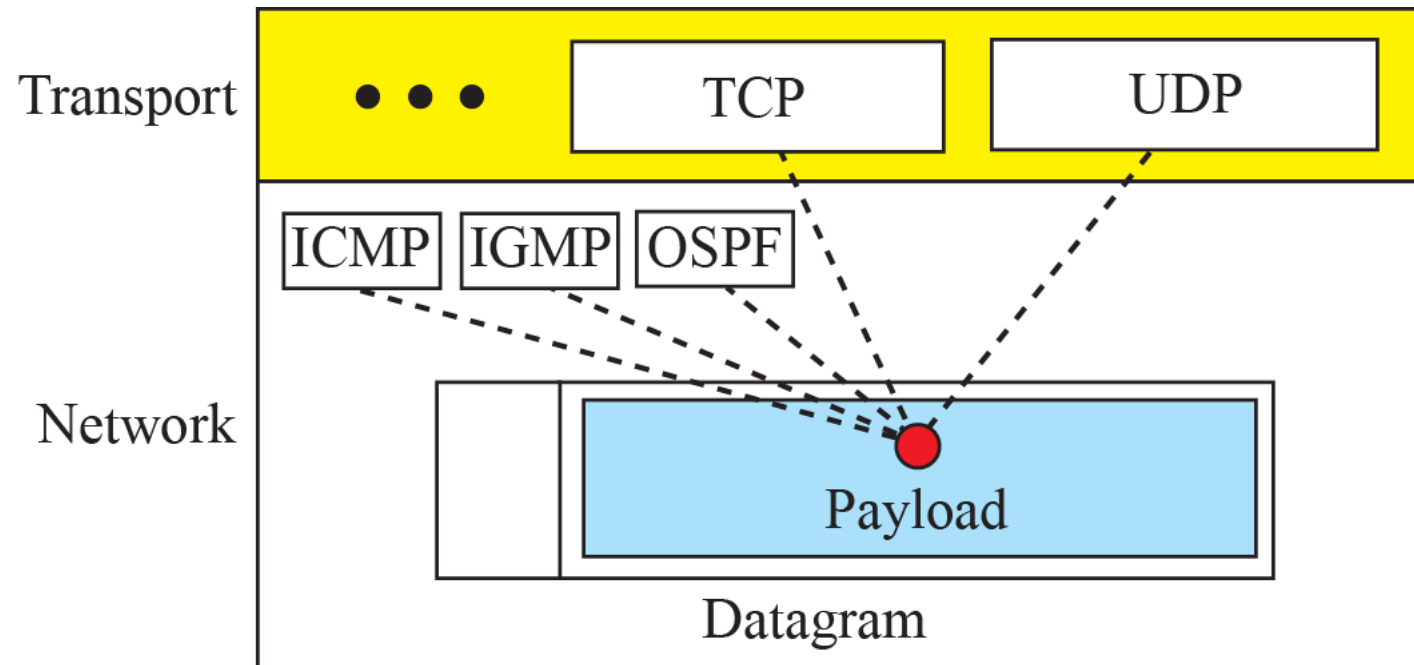 Transport
TCP
UDP
ICMP
IGMP
OSPF
Network
Payload
Datagram